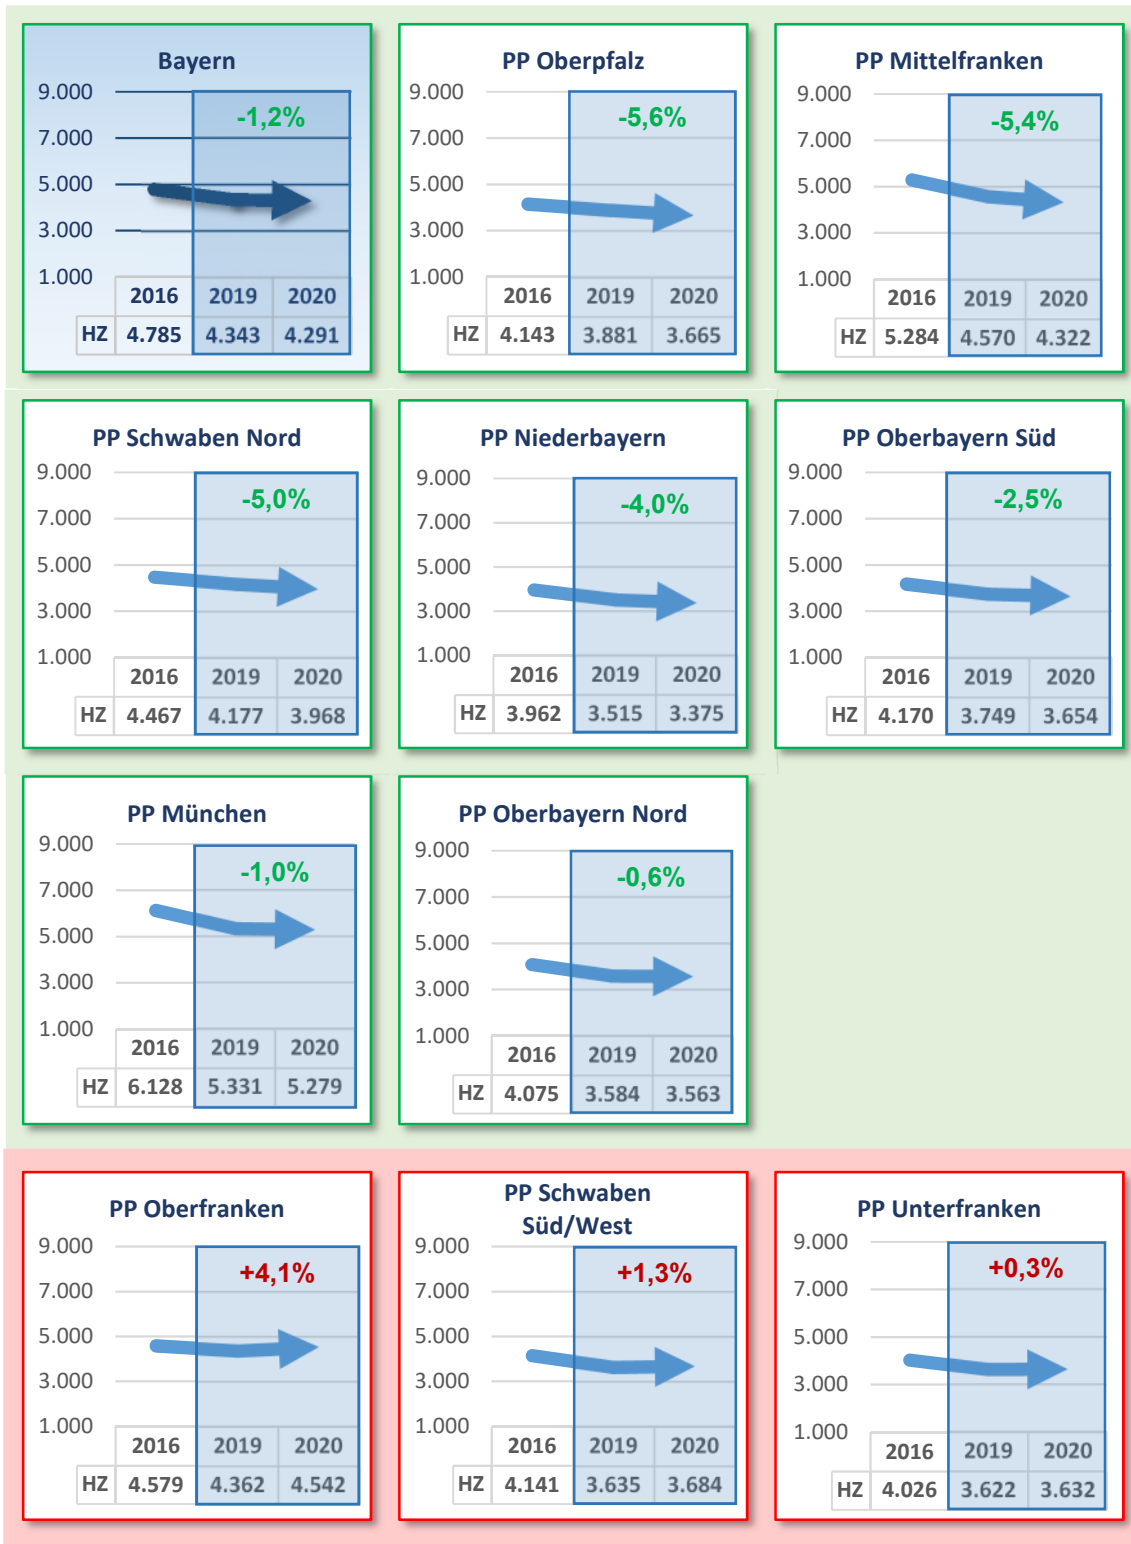 Bayern
9.000
-1,2%
7.000
5.000
3.000
1.000
2016 2019 2020
HZ 4.785 4.343 4.291
PP Oberpfalz
9.000
-5,6%
7.000
5.000
3.000
1.000
2016 2019 2020
HZ 4.143 3.881 3.665
PP Mittelfranken
9.000
-5,4%
7.000
5.000
3.000
1.000
2016 2019 2020
HZ 5.284 4.570 4.322
PP Schwaben Nord
9.000
-5,0%
7.000
5.000
3.000
1.000
2016 2019 2020
HZ 4.467 4.177 3.968
PP Niederbayern
9.000
-4,0%
7.000
5.000
3.000
1.000
2016 2019 2020
HZ 3.962 3.515 3.375
PP Oberbayern Süd
9.000
-2,5%
7.000
5.000
3.000
1.000
2016 2019 2020
HZ 4.170 3.749 3.654
PP München
9.000
-1,0%
7.000
5.000
3.000
1.000
2016 2019 2020
HZ 6.128 5.331 5.279
PP Oberbayern Nord
9.000
-0,6%
7.000
5.000
3.000
1.000
2016 2019 2020
HZ 4.075 3.584 3.563
PP Oberfranken
9.000
+4,1%
7.000
5.000
3.000
1.000
2016 2019 2020
HZ 4.579 4.362 4.542
PP Schwaben
Süd/West
9.000
+1,3%
7.000
5.000
3.000
1.000
2016 2019 2020
HZ 4.141 3.635 3.684
PP Unterfranken
9.000
+0,3%
7.000
5.000
3.000
1.000
2016 2019 2020
HZ 4.026 3.622 3.632